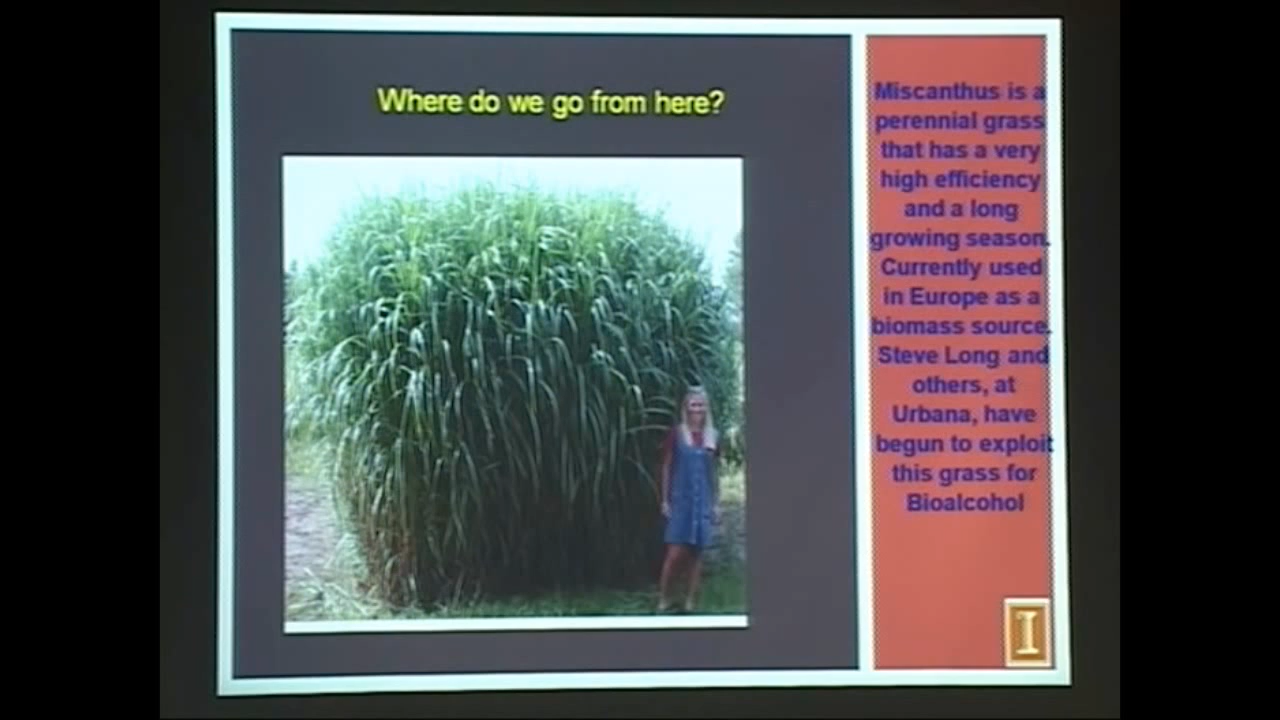 Where do we go from here?
Miscanthus is a
perennial grass
that has a very
high efficiency
and a long
growing season.
Currently used
in Europe as a
biomass source.
Steve Long and
others, at
Urbana, have
begun to exploit
this grass for
Bioalcohol
I